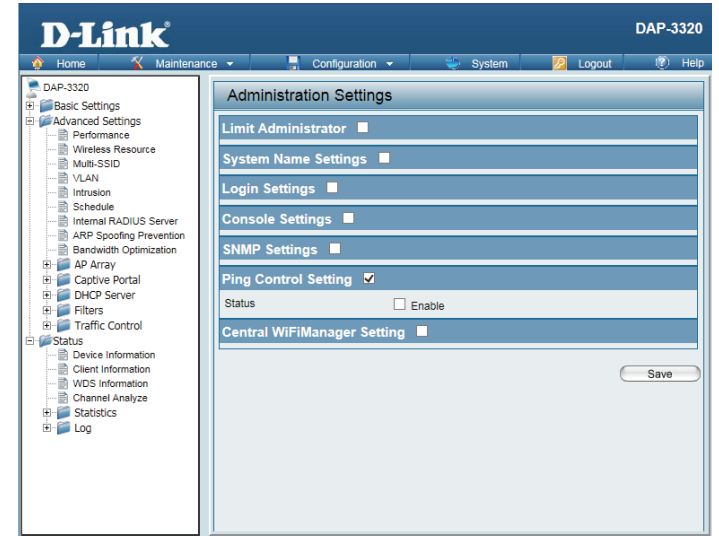 D-Link®
DAP-3320
Home Maintenance Configuration System Logout Help
DAP-3320
Basic Settings
Advanced Settings
Performance
Wireless Resource
Multi-SSID
VLAN
Intrusion
Schedule
Internal RADIUS Server
ARP Spoofing Prevention
Bandwidth Optimization
AP Array
Captive Portal
DHCP Server
Filters
Traffic Control
Status
Device Information
Client Information
WDS Information
Channel Analyze
Statistics
Log
Administration Settings
Limit Administrator
System Name Settings
Login Settings
Console Settings
SNMP Settings
Ping Control Setting
Status Enable
Central WiFiManager Setting
Save